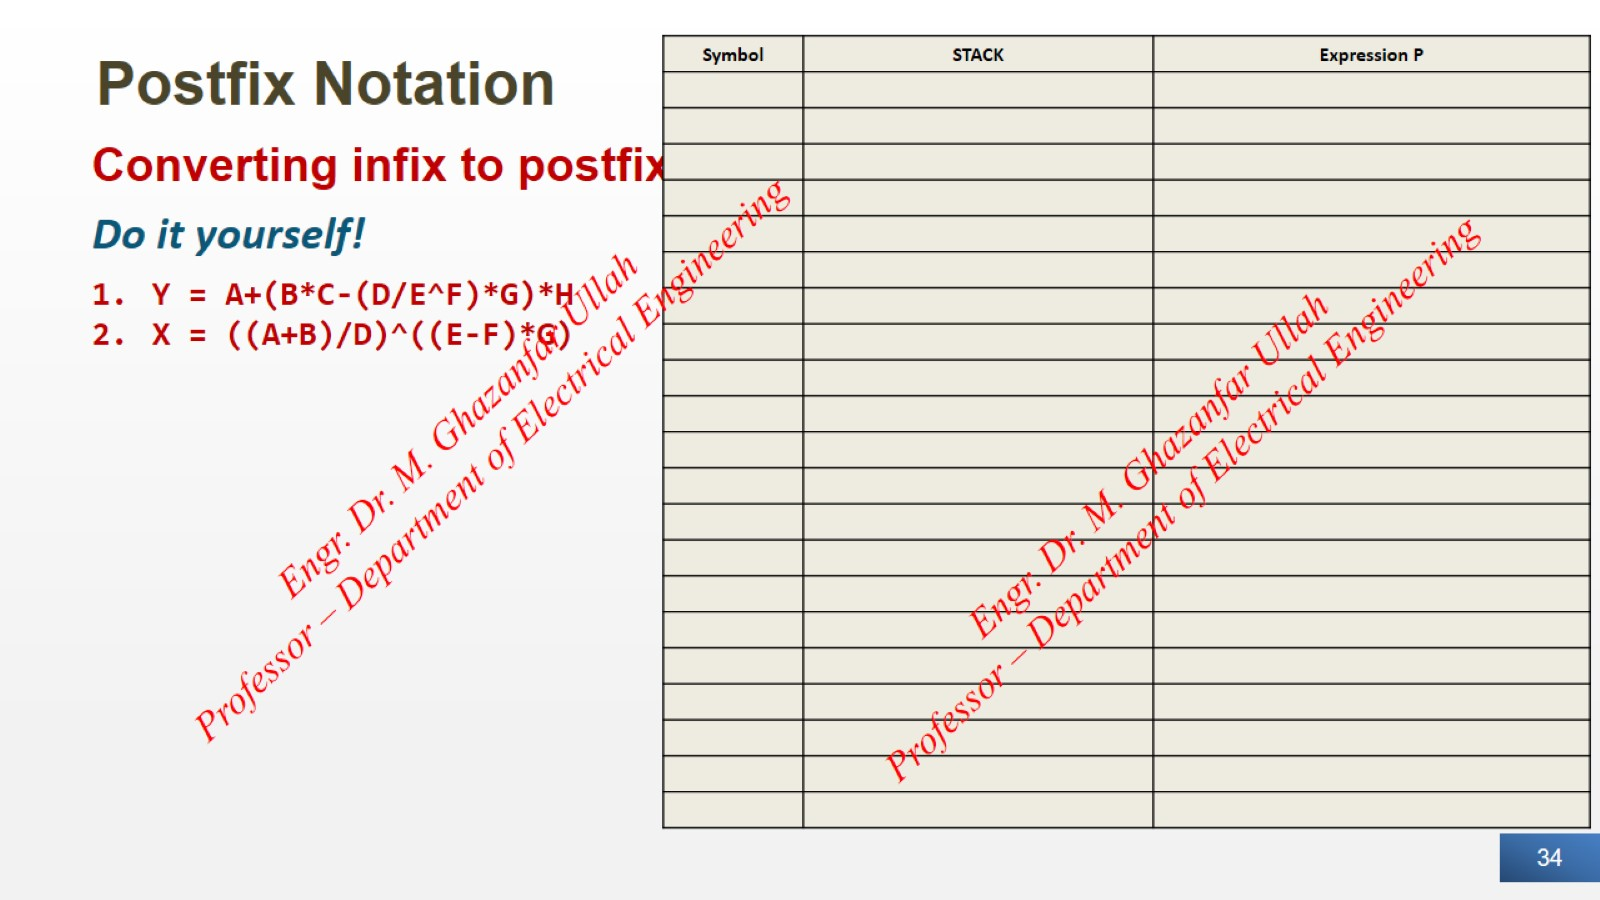 Postfix Notation
Converting infix to postfix
Do it yourself!
1. Y = A+(B*C-(D/E^F)*G)*H
2. X = ((A+B)/D)^((E-F)*G)
Symbol STACK Expression P
Engr. Dr. M. Ghazanfar Ullah
Professor – Department of Electrical Engineering
Engr. Dr. M. Ghazanfar Ullah
Professor – Department of Electrical Engineering
34